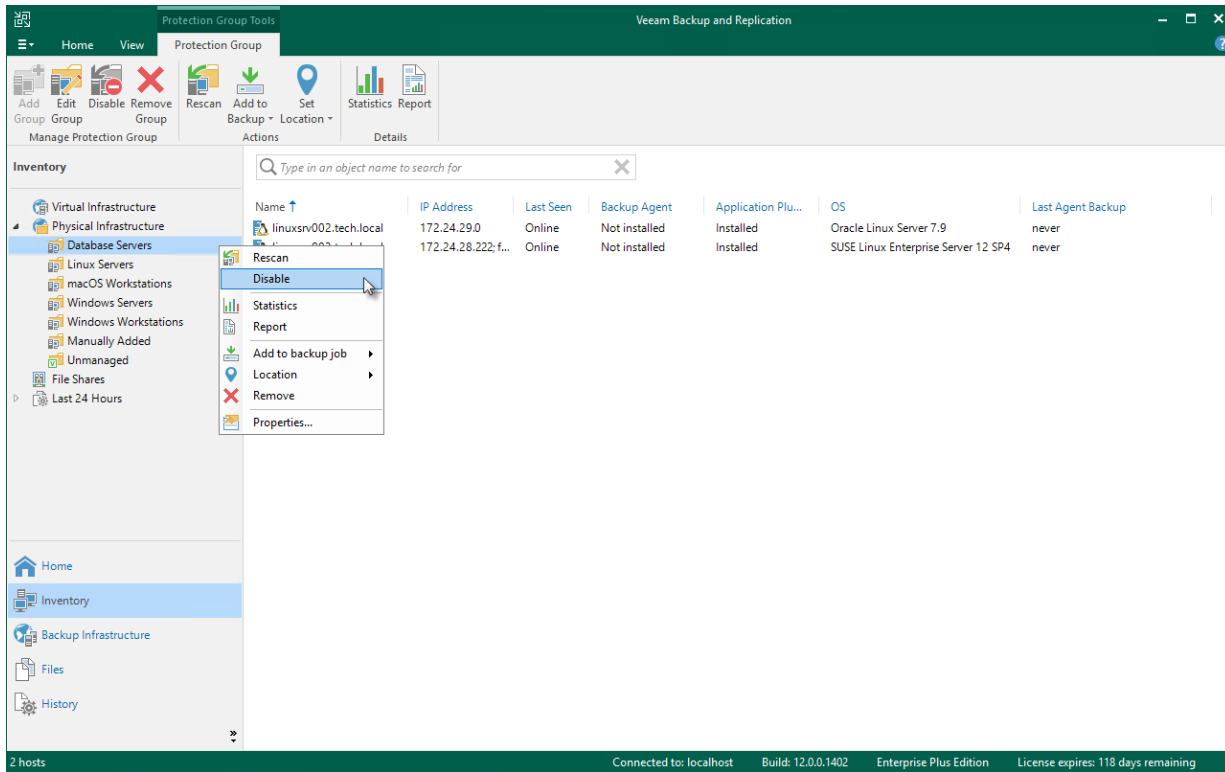 Protection Group Tools
Veeam Backup and Replication
Home View Protection Group
Add Group
Edit Group
Disable
Remove Group
Rescan
Add to Backup
Set Location
Statistics
Report
Manage Protection Group
Actions
Details
Inventory
Type in an object name to search for
Virtual Infrastructure
Physical Infrastructure
Database Servers
Linux Servers
macOS Workstations
Windows Servers
Windows Workstations
Manually Added
Unmanaged
File Shares
Last 24 Hours
Name IP Address Last Seen Backup Agent Application Plu... OS Last Agent Backup
linuxsrv002.tech.local 172.24.29.0 Online Not installed Installed Oracle Linux Server 7.9 never
172.24.28.222; f... Online Not installed Installed SUSE Linux Enterprise Server 12 SP4 never
Rescan
Disable
Statistics
Report
Add to backup job
Location
Remove
Properties...
Home
Inventory
Backup Infrastructure
Files
History
2 hosts
Connected to: localhost Build: 12.0.0.1402 Enterprise Plus Edition License expires: 118 days remaining